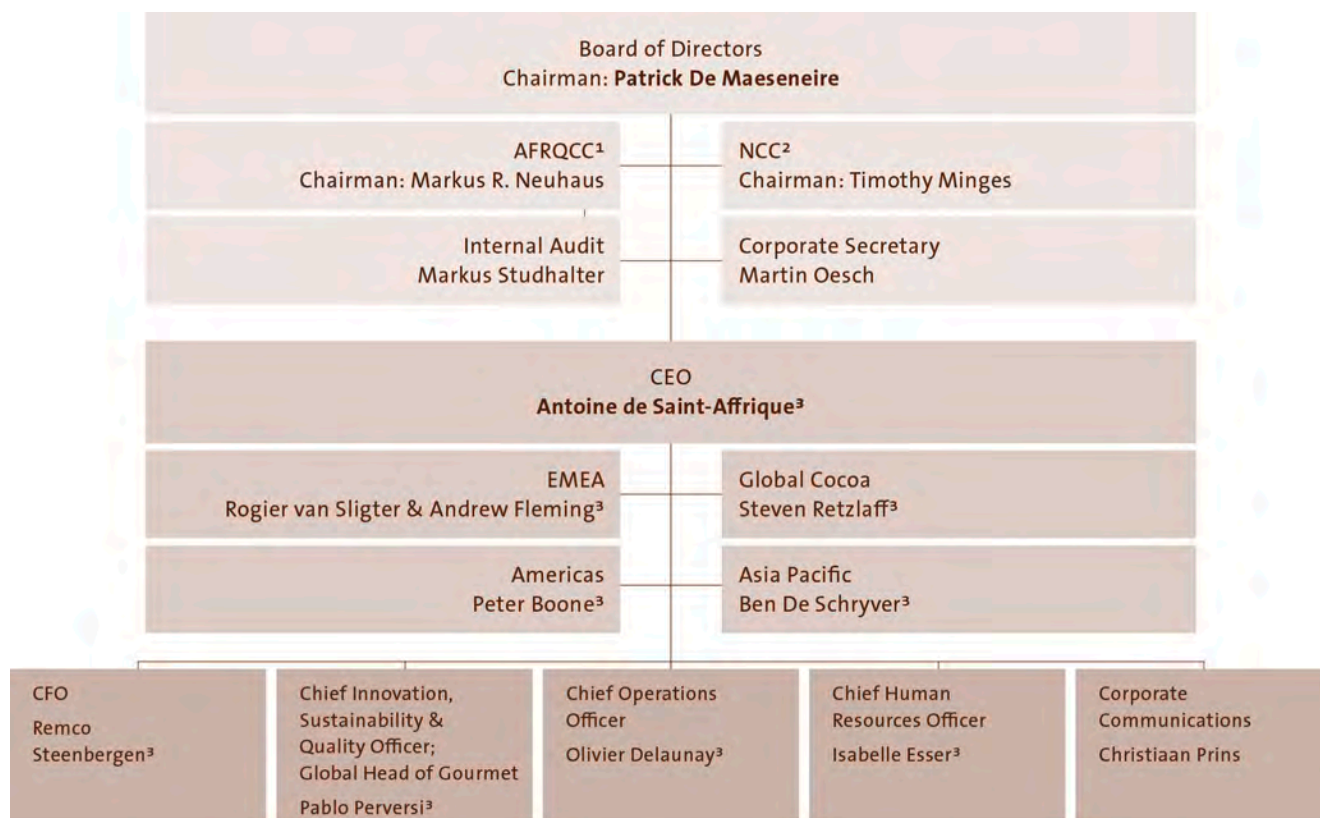 Board of Directors
Chairman: Patrick De Maeseneire
AFRQCC¹
Chairman: Markus R. Neuhaus
NCC²
Chairman: Timothy Minges
Internal Audit
Markus Studhalter
Corporate Secretary
Martin Oesch
CEO
Antoine de Saint-Affrique³
EMEA
Rogier van Sligter & Andrew Fleming³
Global Cocoa
Steven Retzlaff³
Americas
Peter Boone³
Asia Pacific
Ben De Schryver³
CFO
Remco
Steenbergen³
Chief Innovation,
Sustainability &
Quality Officer;
Global Head of Gourmet
Pablo Perversi³
Chief Operations
Officer
Olivier Delaunay³
Chief Human
Resources Officer
Isabelle Esser³
Corporate
Communications
Christiaan Prins